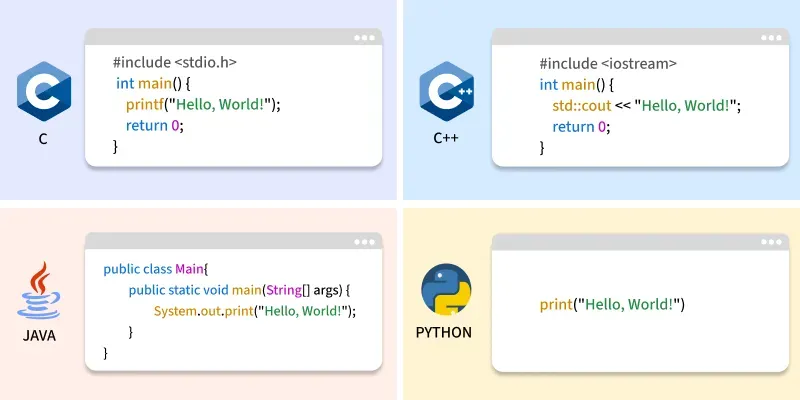 C
#include <stdio.h>
int main() {
printf("Hello, World!");
return 0;
}
C
C++
#include <iostream>
int main() {
std::cout << "Hello, World!";
return 0;
}
C++
public class Main{
public static void main(String[] args) {
System.out.print("Hello, World!");
}
}
JAVA
print("Hello, World!")
PYTHON